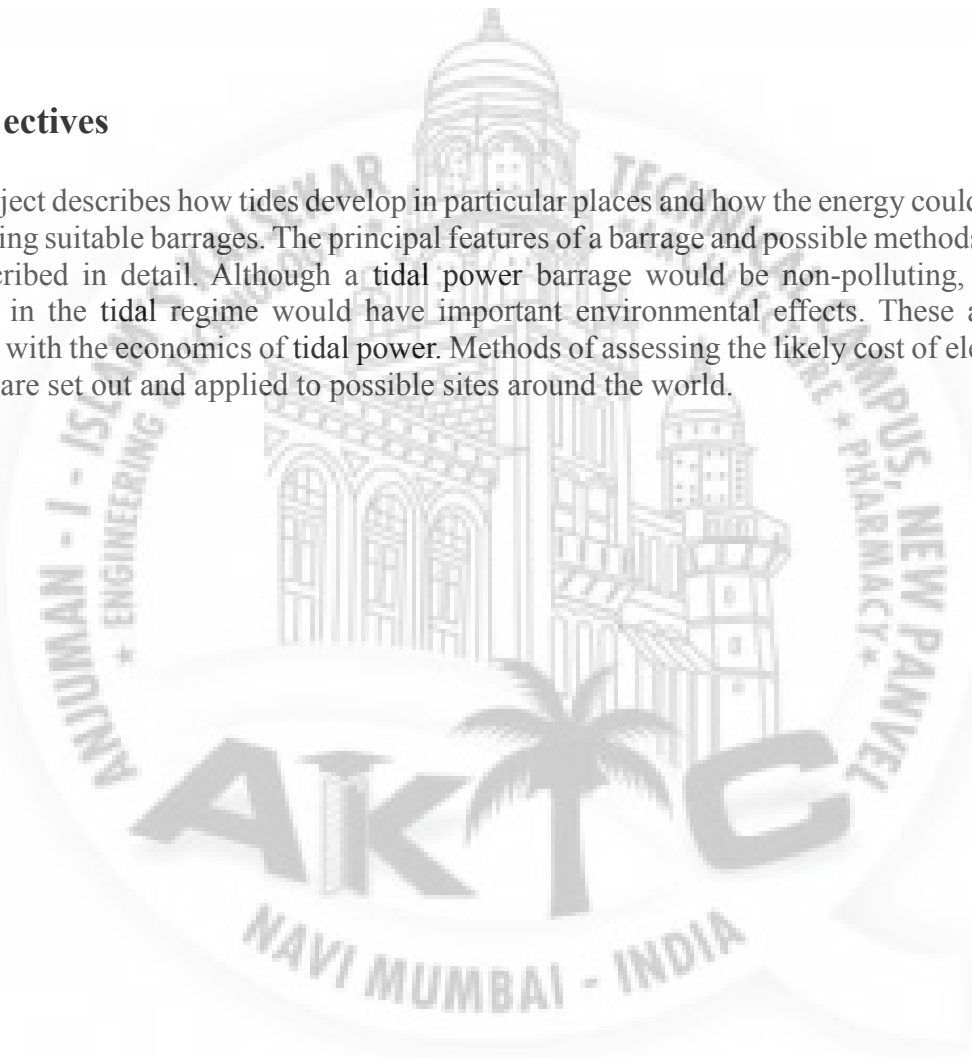 ectives
ject describes how tides develop in particular places and how the energy could
ing suitable barrages. The principal features of a barrage and possible methods
cribed in detail. Although a tidal power barrage would be non-polluting,
in the tidal regime would have important environmental effects. These a
with the economics of tidal power. Methods of assessing the likely cost of ele
are set out and applied to possible sites around the world.
ANJUMAN - I - ISLAM'S KALSEKAR TECHNICAL CAMPUS, NEW PANVEL
* ENGINEERING & TECHNOLOGY * ARCHITECTURE * PHARMACY *
AKTC
NAVI MUMBAI - INDIA